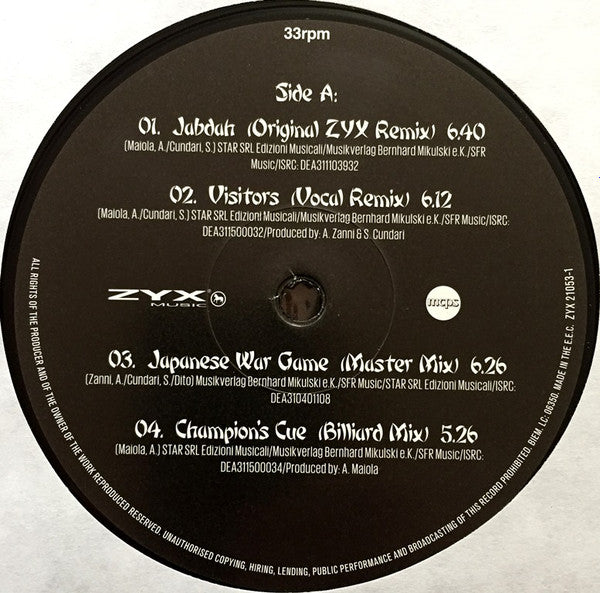 33rpm
Side A:
01. Jabdah (Original ZYX Remix) 6.40
(Maiola, A./Cundari, S.) STAR SRL Edizioni Musicali/Musikverlag Bernhard Mikulski e.K./SFR
Music/ISRC: DEA311103932
02. Visitors (Vocal Remix) 6.12
(Maiola, A./Cundari, S.) STAR SRL Edizioni Musicali/Musikverlag Bernhard Mikulski e.K./SFR Music/ISRC:
DEA311500032/Produced by: A. Zanni & S. Cundari
ZYX®
MUSIC
mcps
03. Japanese War Game (Master Mix) 6.26
(Zanni, A./Cundari, S./Dito) Musikverlag Bernhard Mikulski e.K./SFR Music/STAR SRL Edizioni Musicali/ISRC:
DEA310401108
04. Champion's Cue (Billiard Mix) 5.26
(Maiola, A.) STAR SRL Edizioni Musicali/Musikverlag Bernhard Mikulski e.K./SFR Music/ISRC:
DEA311500034/Produced by: A. Maiola
ALL RIGHTS OF THE PRODUCER AND OF THE OWNER OF THE WORK REPRODUCED RESERVED. UNAUTHORISED COPYING, HIRING, LENDING, PUBLIC PERFORMANCE AND BROADCASTING OF THIS RECORD PROHIBITED. BIEM. LC: 06350. MADE IN THE E.E.C. ZYX 21053-1